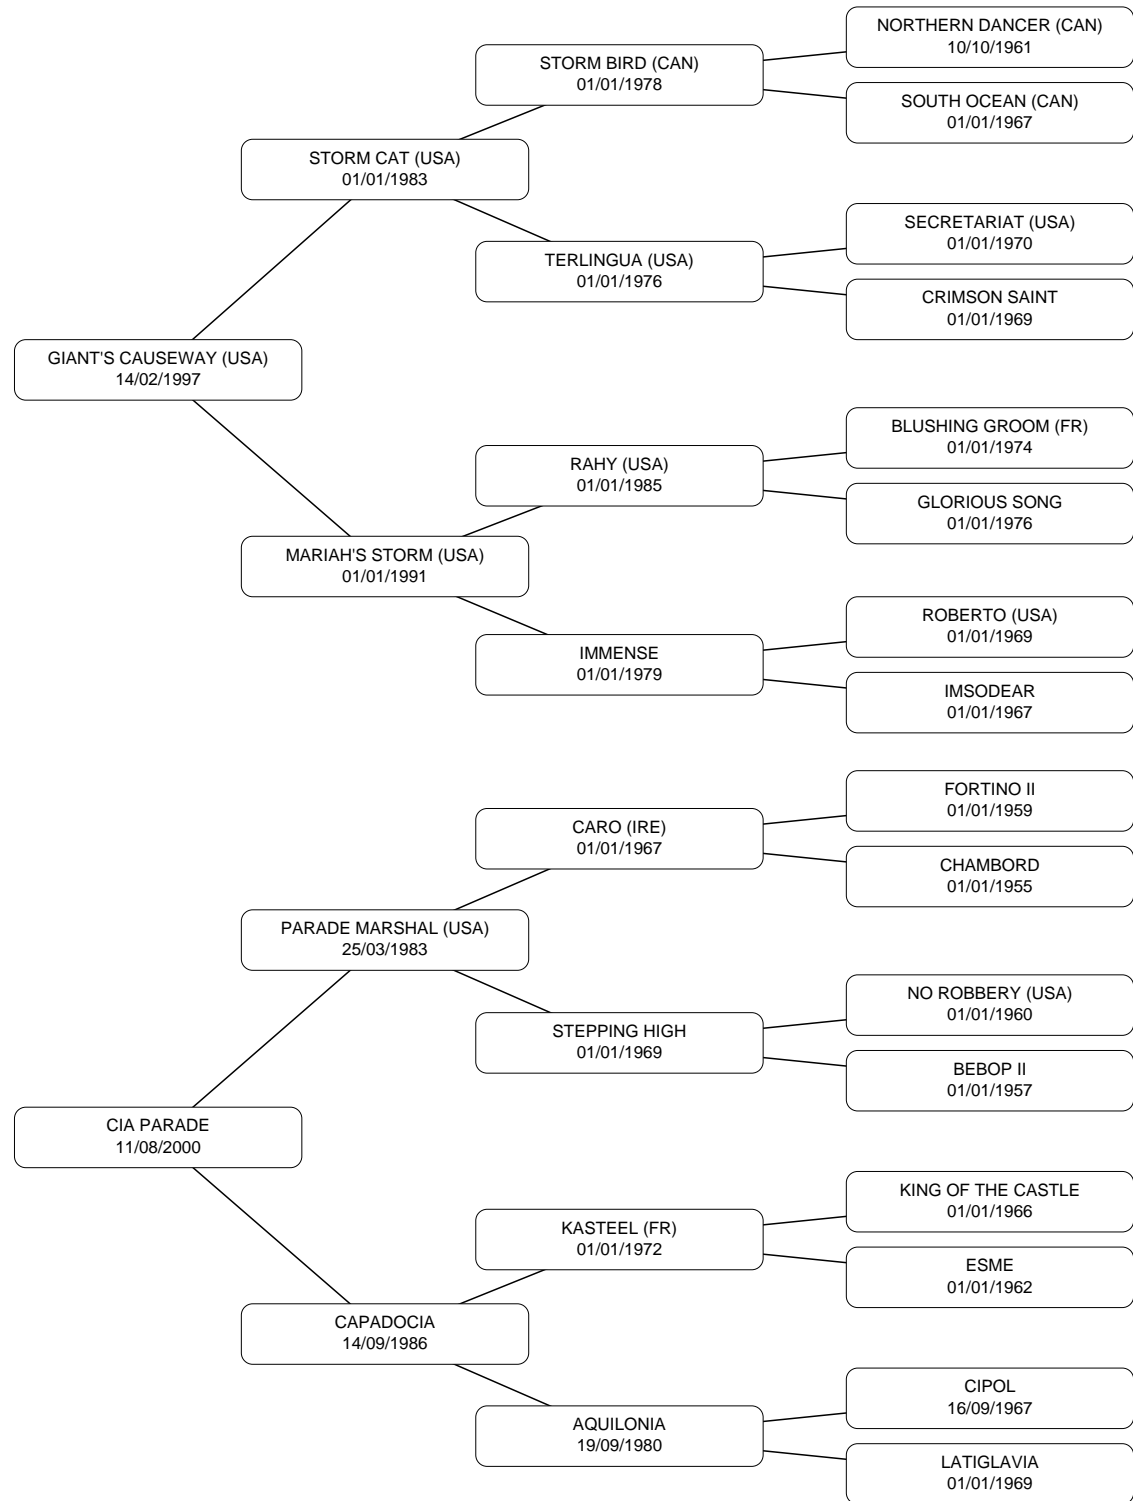 NORTHERN DANCER (CAN)
10/10/1961
STORM BIRD (CAN)
01/01/1978
SOUTH OCEAN (CAN)
01/01/1967
STORM CAT (USA)
01/01/1983
SECRETARIAT (USA)
01/01/1970
TERLINGUA (USA)
01/01/1976
CRIMSON SAINT
01/01/1969
GIANT'S CAUSEWAY (USA)
14/02/1997
BLUSHING GROOM (FR)
01/01/1974
RAHY (USA)
01/01/1985
GLORIOUS SONG
01/01/1976
MARIAH'S STORM (USA)
01/01/1991
ROBERTO (USA)
01/01/1969
IMMENSE
01/01/1979
IMSODEAR
01/01/1967
FORTINO II
01/01/1959
CARO (IRE)
01/01/1967
CHAMBORD
01/01/1955
PARADE MARSHAL (USA)
25/03/1983
NO ROBBERY (USA)
01/01/1960
STEPPING HIGH
01/01/1969
BEBOP II
01/01/1957
CIA PARADE
11/08/2000
KING OF THE CASTLE
01/01/1966
KASTEEL (FR)
01/01/1972
ESME
01/01/1962
CAPADOCIA
14/09/1986
CIPOL
16/09/1967
AQUILONIA
19/09/1980
LATIGLAVIA
01/01/1969